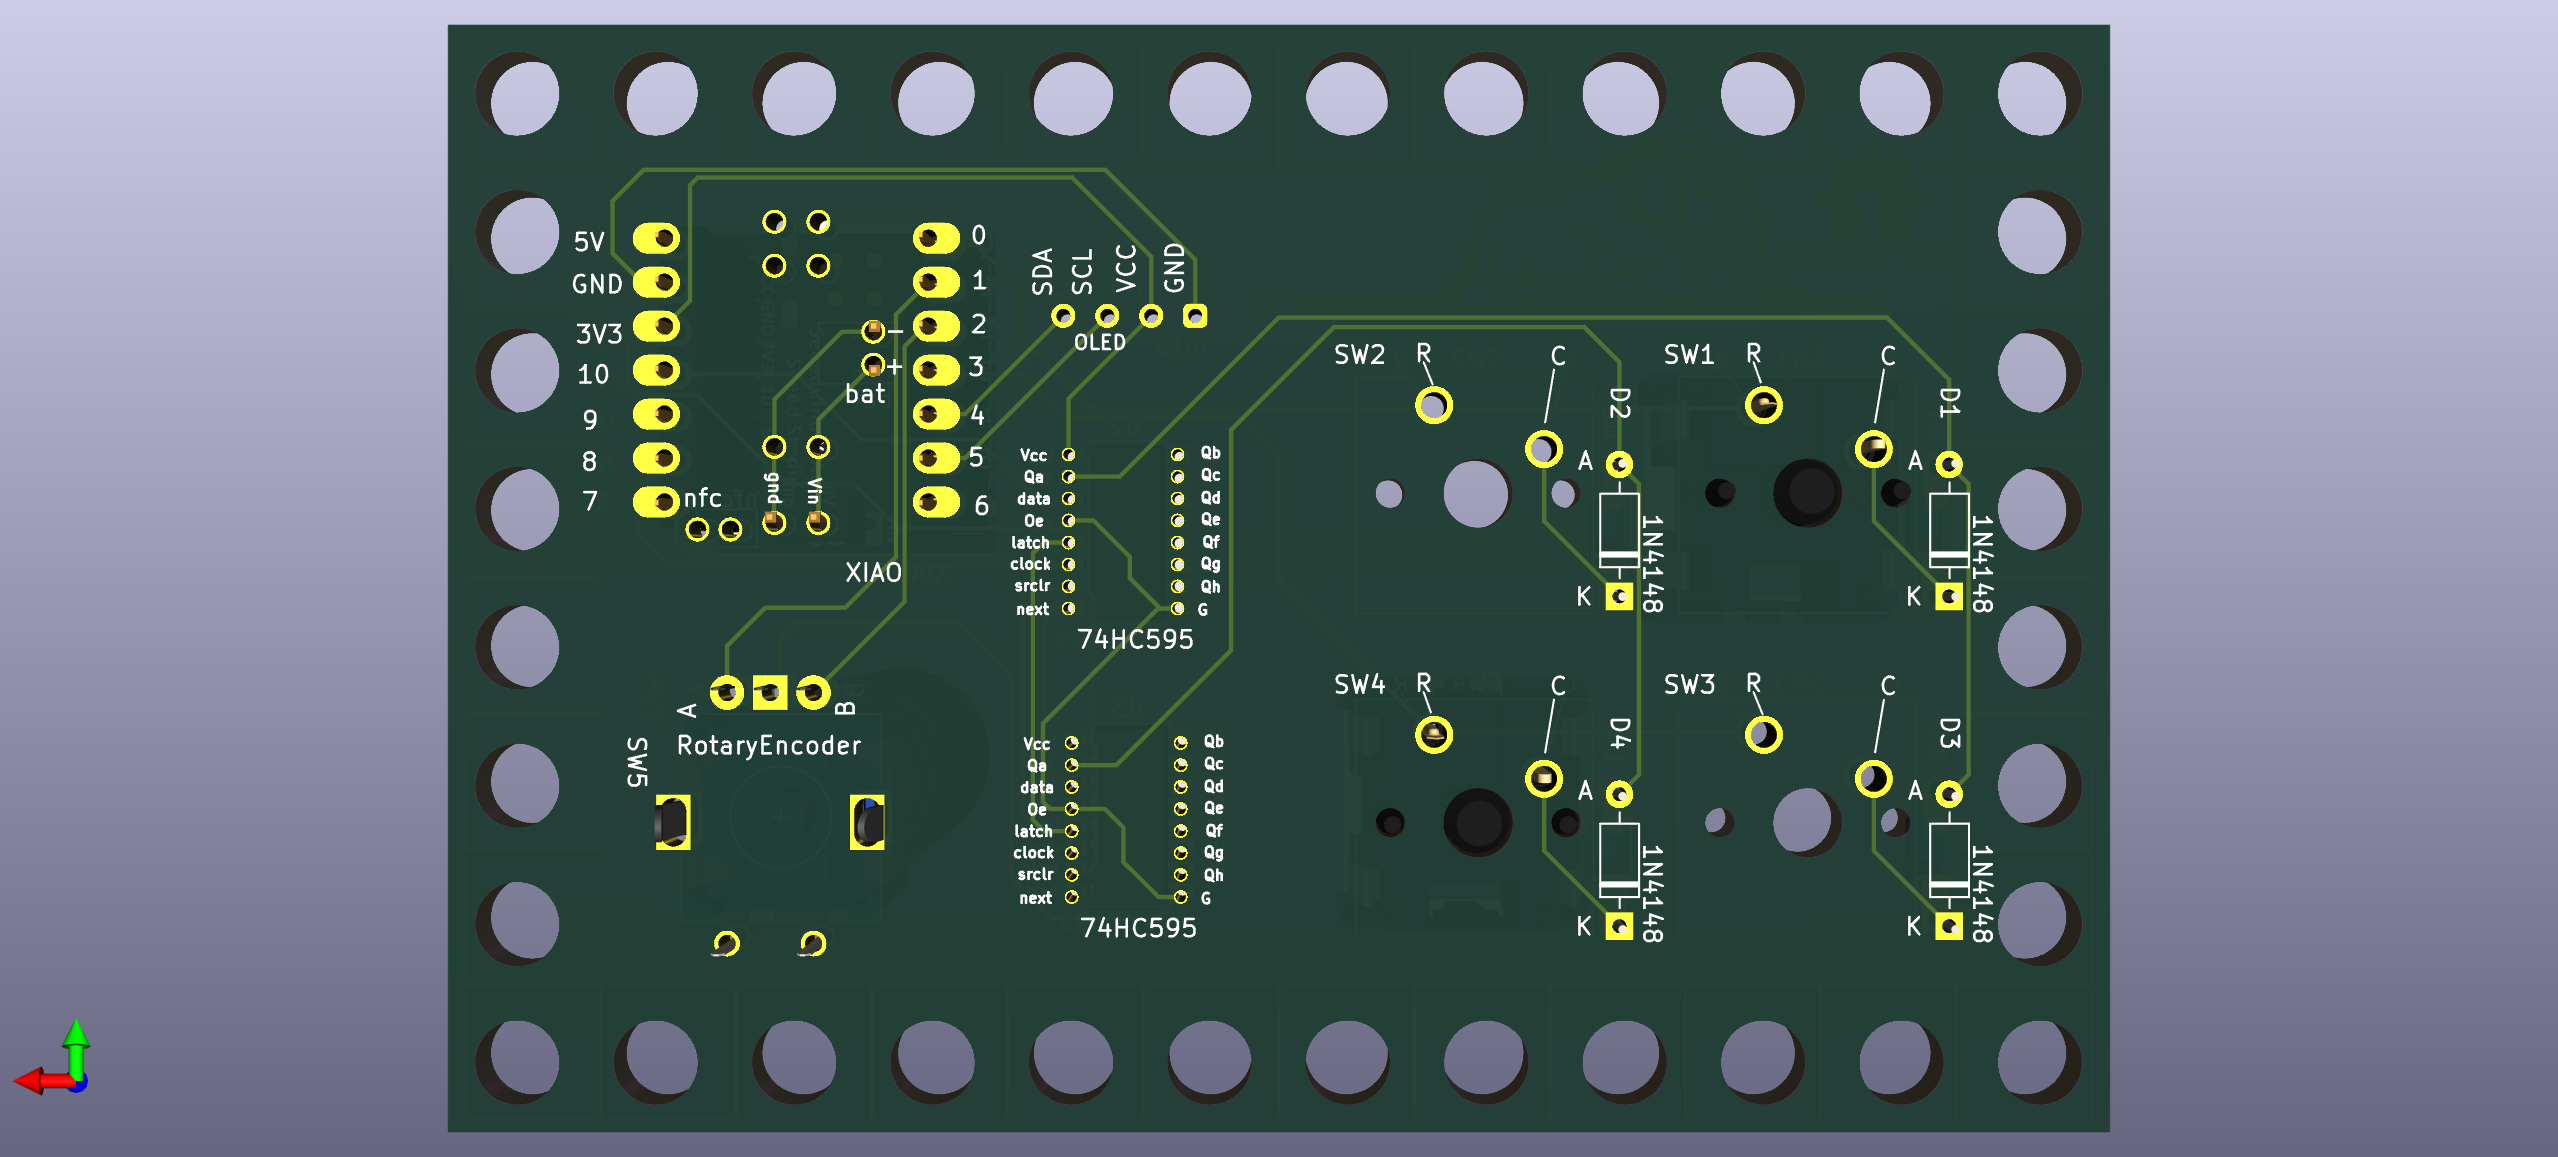 5V
GND
3V3
10
9
8
7
0
1
2
3
4
5
6
−
+
bat
nfc
gnd
Vin
XIAO
SDA
SCL
VCC
GND
OLED
Vcc
Qa
data
Oe
latch
clock
srclr
next
Qb
Qc
Qd
Qe
Qf
Qg
Qh
G
74HC595
SW2
R
C
D2
A
1N4148
K
SW1
R
C
D1
A
1N4148
K
A
B
RotaryEncoder
SW5
Vcc
Qa
data
Oe
latch
clock
srclr
next
Qb
Qc
Qd
Qe
Qf
Qg
Qh
G
74HC595
SW4
R
C
D4
A
1N4148
K
SW3
R
C
D3
A
1N4148
K